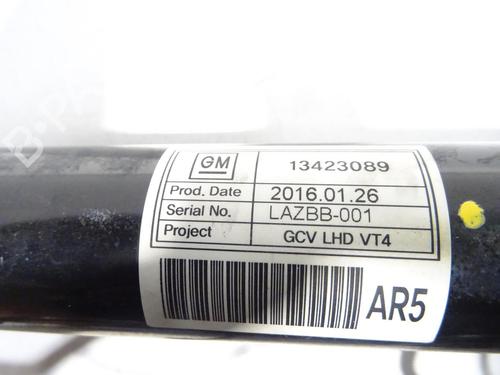 GM 13423089
Prod. Date 2016.01.26
Serial No. LAZBB-001
Project GCV LHD VT4
AR5